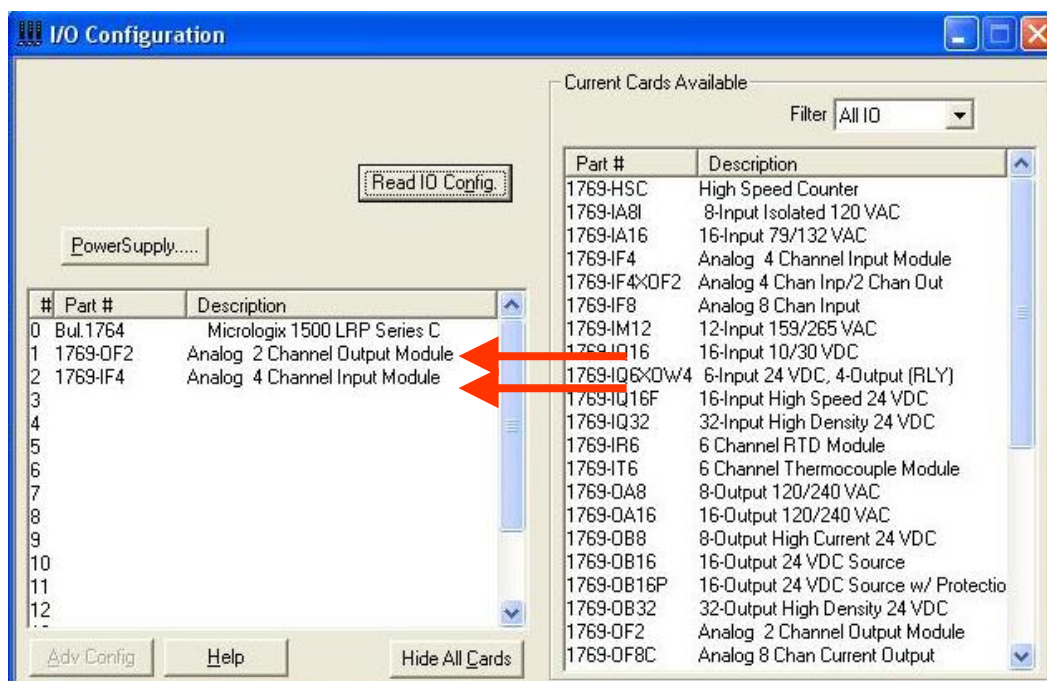 I/O Configuration
Read IO Config.
PowerSupply.....
# Part # Description
0 Bul.1764 Micrologix 1500 LRP Series C
1 1769-OF2 Analog 2 Channel Output Module
2 1769-IF4 Analog 4 Channel Input Module
3
4
5
6
7
8
9
10
11
12
Adv Config Help Hide All Cards
Current Cards Available
Filter All IO
Part # Description
1769-HSC High Speed Counter
1769-IA8I 8-Input Isolated 120 VAC
1769-IA16 16-Input 79/132 VAC
1769-IF4 Analog 4 Channel Input Module
1769-IF4XOF2 Analog 4 Chan Inp/2 Chan Out
1769-IF8 Analog 8 Chan Input
1769-IM12 12-Input 159/265 VAC
1769-IQ16 16-Input 10/30 VDC
1769-IQ6XOW4 6-Input 24 VDC, 4-Output (RLY)
1769-IQ16F 16-Input High Speed 24 VDC
1769-IQ32 32-Input High Density 24 VDC
1769-IR6 6 Channel RTD Module
1769-IT6 6 Channel Thermocouple Module
1769-OA8 8-Output 120/240 VAC
1769-OA16 16-Output 120/240 VAC
1769-OB8 8-Output High Current 24 VDC
1769-OB16 16-Output 24 VDC Source
1769-OB16P 16-Output 24 VDC Source w/ Protectio
1769-OB32 32-Output High Density 24 VDC
1769-OF2 Analog 2 Channel Output Module
1769-OF8C Analog 8 Chan Current Output